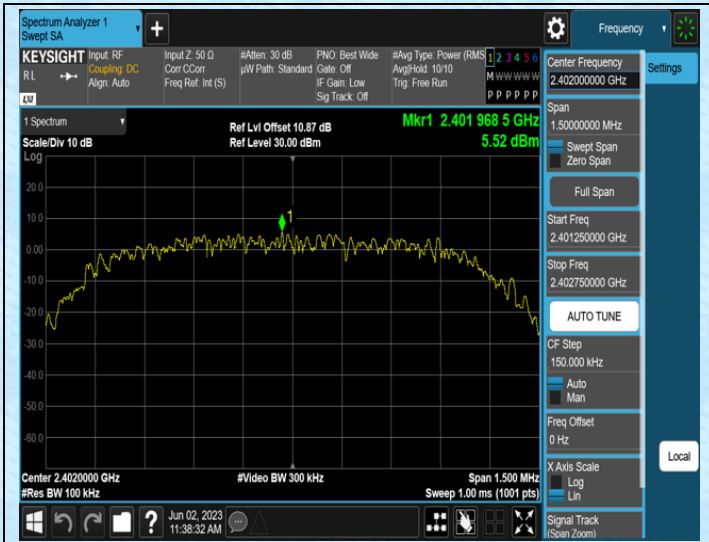 Spectrum Analyzer 1
Swept SA
+
Frequency
KEYSIGHT
RL
LXI
Input: RF
Coupling: DC
Align: Auto
Input Z: 50 Ω
Corr CCorr
Freq Ref: Int (S)
#Atten: 30 dB
µW Path: Standard
PNO: Best Wide
Gate: Off
IF Gain: Low
Sig Track: Off
#Avg Type: Power (RMS
Avg|Hold: 10/10
Trig: Free Run
1 2 3 4 5 6
M W W W W W
P P P P P P
1 Spectrum
Scale/Div 10 dB
Log
Ref Lvl Offset 10.87 dB
Ref Level 30.00 dBm
Mkr1 2.401 968 5 GHz
5.52 dBm
20.0
10.0
0.00
-10.0
-20.0
-30.0
-40.0
-50.0
-60.0
1
Center 2.4020000 GHz
#Res BW 100 kHz
#Video BW 300 kHz
Span 1.500 MHz
Sweep 1.00 ms (1001 pts)
?
Jun 02, 2023
11:38:32 AM
Center Frequency
2.402000000 GHz
Span
1.50000000 MHz
Swept Span
Zero Span
Full Span
Start Freq
2.401250000 GHz
Stop Freq
2.402750000 GHz
AUTO TUNE
CF Step
150.000 kHz
Auto
Man
Freq Offset
0 Hz
X Axis Scale
Log
Lin
Signal Track
(Span Zoom)
Settings
Local